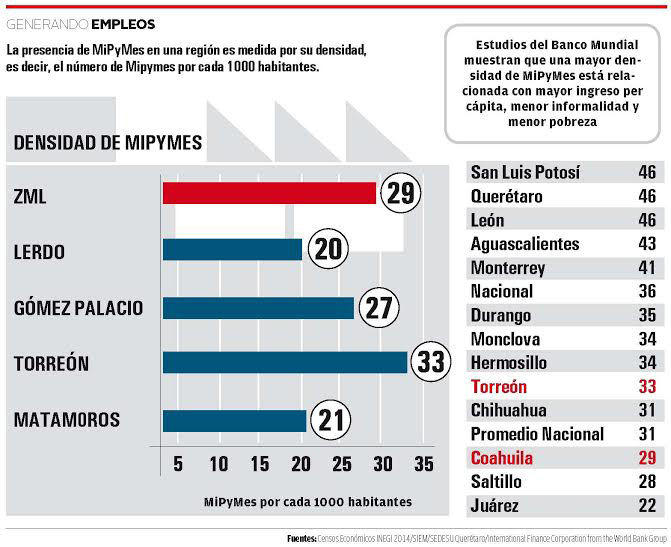 GENERANDO EMPLEOS
La presencia de MiPyMes en una región es medida por su densidad,
es decir, el número de Mipymes por cada 1000 habitantes.
Estudios del Banco Mundial
muestran que una mayor den-
sidad de MiPyMes está rela-
cionada con mayor ingreso per
cápita, menor informalidad y
menor pobreza
DENSIDAD DE MIPYMES
ZML 29
LERDO 20
GÓMEZ PALACIO 27
TORREÓN 33
MATAMOROS 21
5 10 15 20 25 30 35
MiPyMes por cada 1000 habitantes
San Luis Potosí 46
Querétaro 46
León 46
Aguascalientes 43
Monterrey 41
Nacional 36
Durango 35
Monclova 34
Hermosillo 34
Torreón 33
Chihuahua 31
Promedio Nacional 31
Coahuila 29
Saltillo 28
Juárez 22
Fuentes: Censos Económicos INEGI 2014/SIEM/SEDESU Querétaro/International Finance Corporation from the World Bank Group